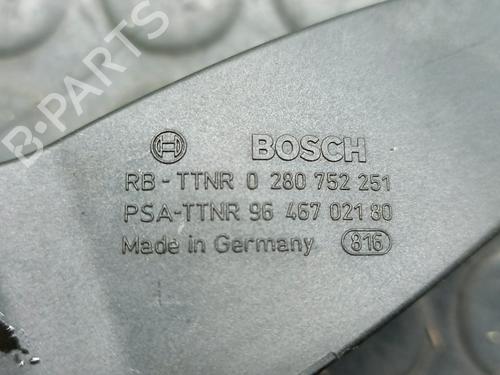 B-PARTS
BOSCH
RB-TTNR 0 280 752 251
PSA-TTNR 96 467 021 80
Made in Germany 816